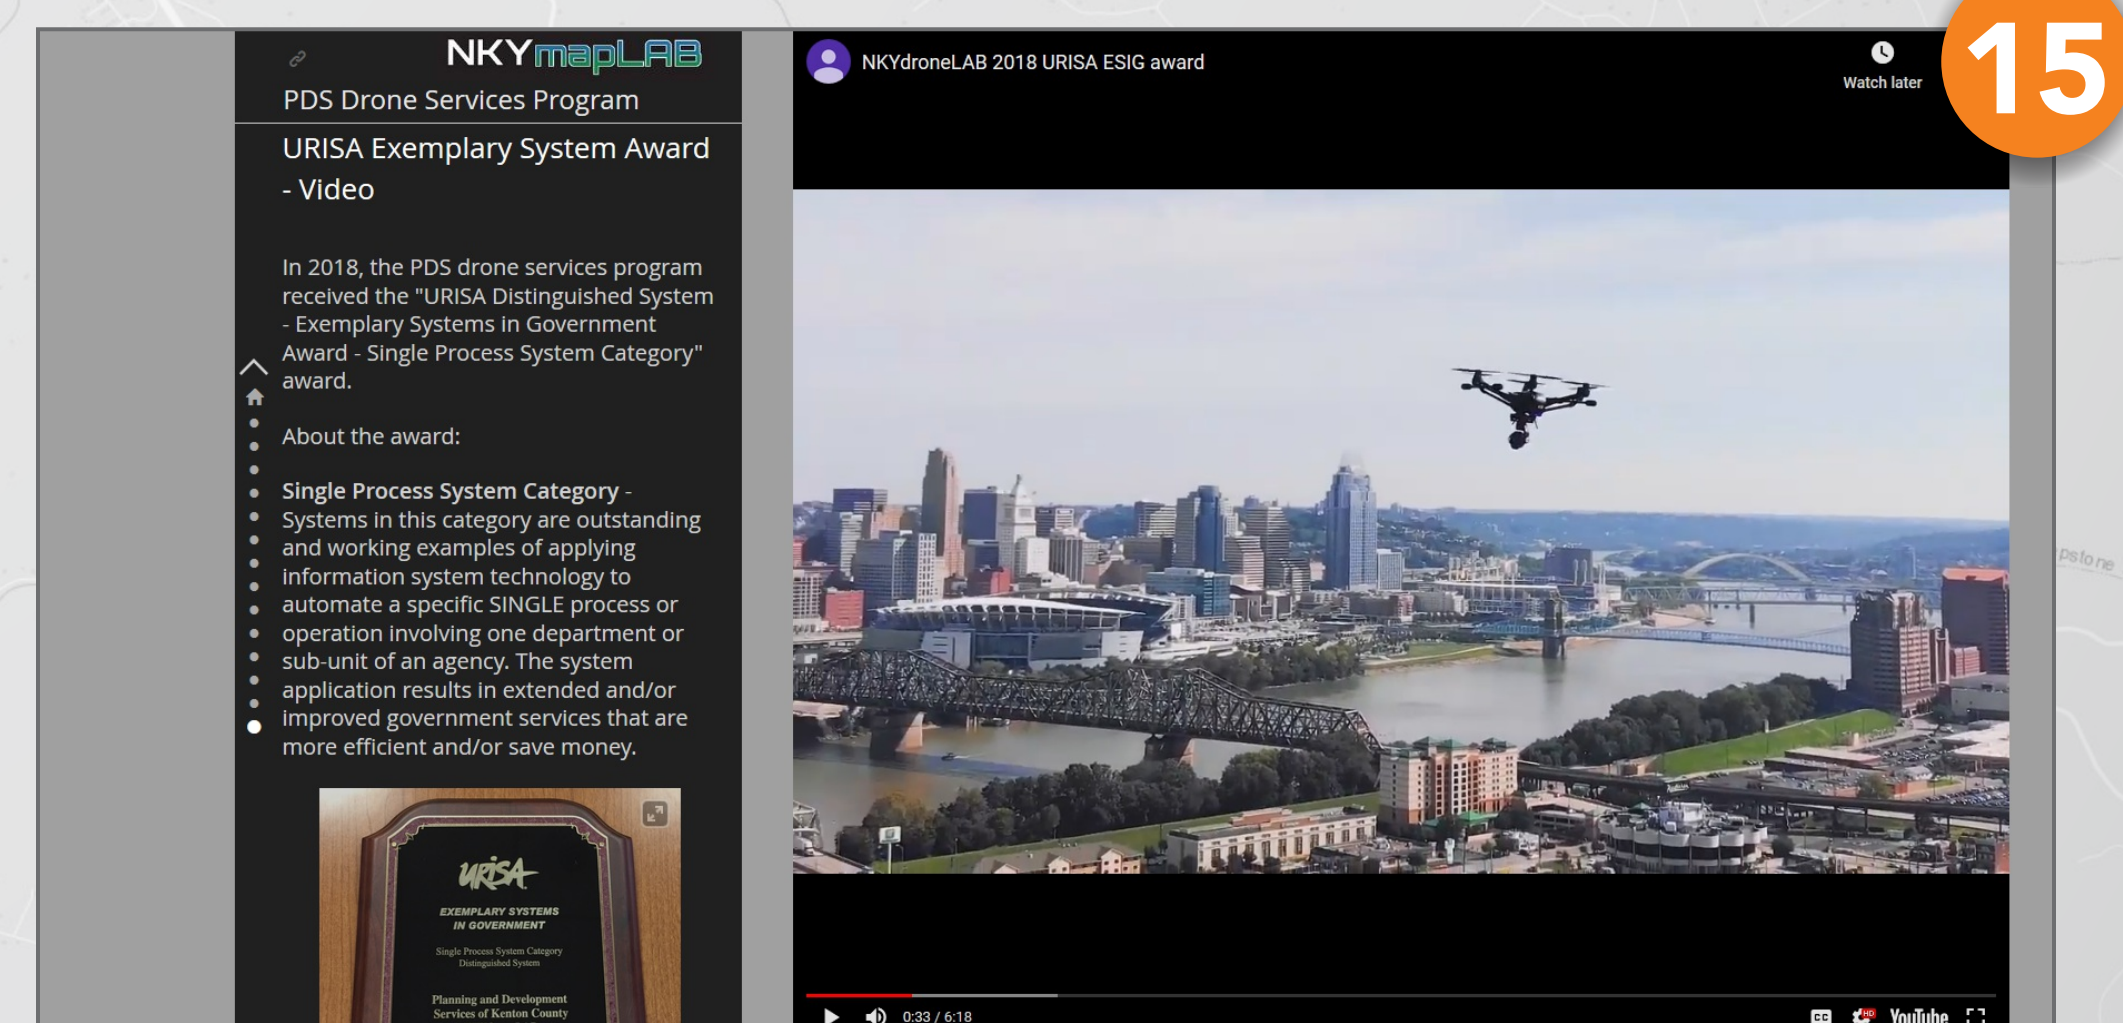 NKYmapLAB
PDS Drone Services Program
URISA Exemplary System Award
- Video
In 2018, the PDS drone services program
received the "URISA Distinguished System
- Exemplary Systems in Government
Award - Single Process System Category"
award.
About the award:
Single Process System Category -
Systems in this category are outstanding
and working examples of applying
information system technology to
automate a specific SINGLE process or
operation involving one department or
sub-unit of an agency. The system
application results in extended and/or
improved government services that are
more efficient and/or save money.
URISA
EXEMPLARY SYSTEMS
IN GOVERNMENT
Single Process System Category
Distinguished System
Planning and Development
Services of Kenton County
NKYdroneLAB 2018 URISA ESIG award
Watch later
15
0:33 / 6:18
CC
HD
YouTube
pstone